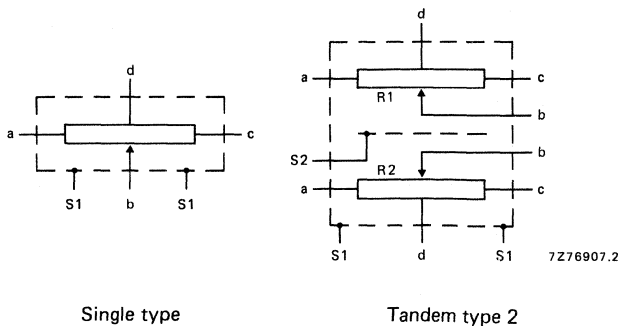 d
a c
S1 b S1
Single type
d
a c
R1
b
S2
b
R2
a c
S1 d S1
7Z76907.2
Tandem type 2